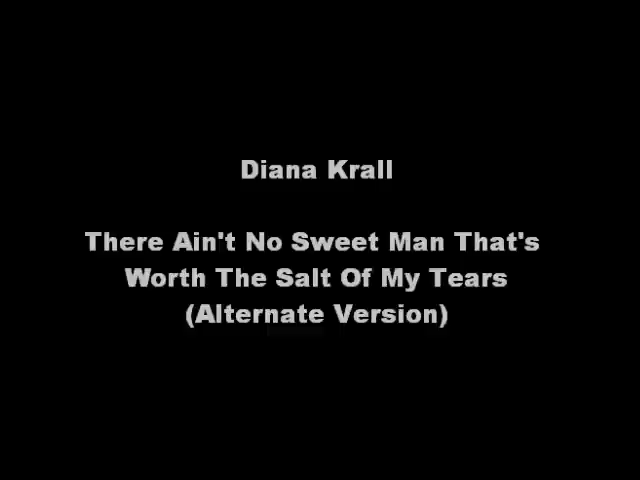 Diana Krall
There Ain't No Sweet Man That's
Worth The Salt Of My Tears
(Alternate Version)